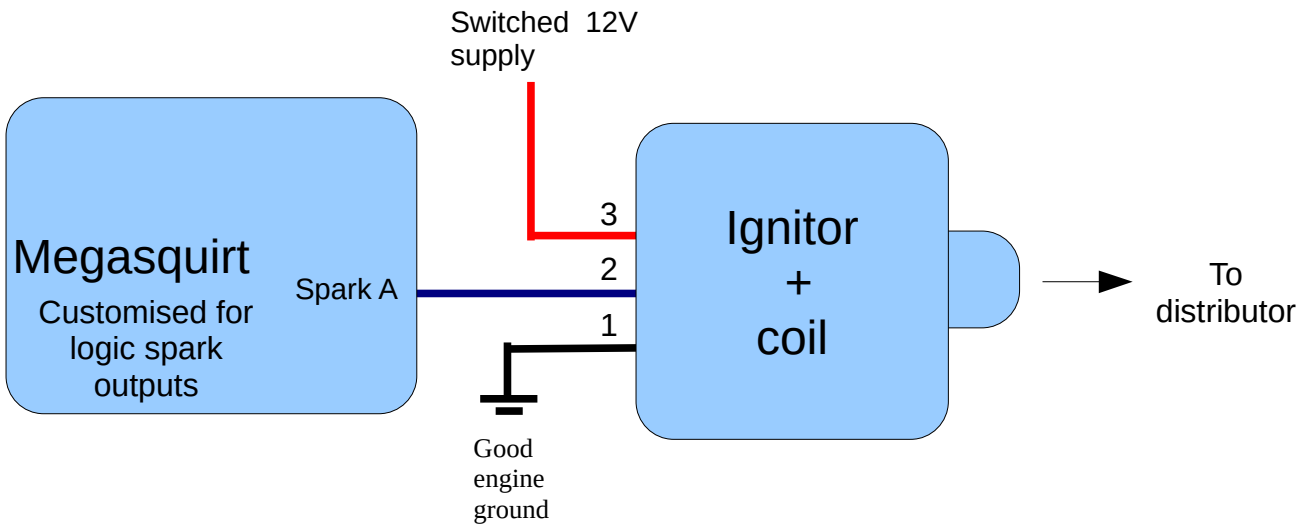 Switched 12V
supply
Megasquirt
Customised for
logic spark
outputs
Spark A
3
2
1
Good
engine
ground
Ignitor
+
coil
To
distributor